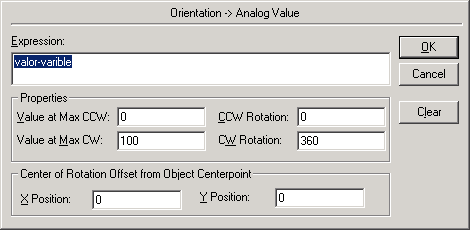 Orientation -> Analog Value
Expression:
valor-varible
OK
Cancel
Clear
Properties
Value at Max CCW: 0 CCW Rotation: 0
Value at Max CW: 100 CW Rotation: 360
Center of Rotation Offset from Object Centerpoint
X Position: 0 Y Position: 0